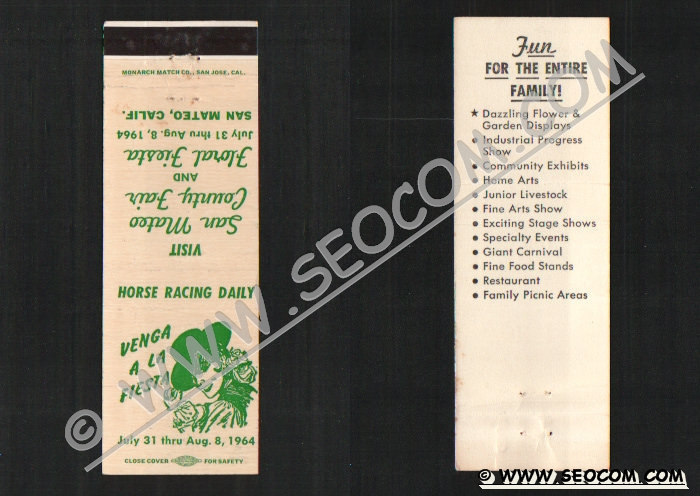 MONARCH MATCH CO., SAN JOSE, CAL.
VISIT
San Mateo
County Fair
AND
Floral Fiesta
July 31 thru Aug. 8, 1964
SAN MATEO, CALIF.
HORSE RACING DAILY
VENGA
A LA
FIESTA
July 31 thru Aug. 8, 1964
CLOSE COVER FOR SAFETY
Fun
FOR THE ENTIRE
FAMILY!
★ Dazzling Flower &
Garden Displays
● Industrial Progress
Show
● Community Exhibits
● Home Arts
● Junior Livestock
● Fine Arts Show
● Exciting Stage Shows
● Specialty Events
● Giant Carnival
● Fine Food Stands
● Restaurant
● Family Picnic Areas
© WWW.SEOCOM.COM
© WWW.SEOCOM.COM